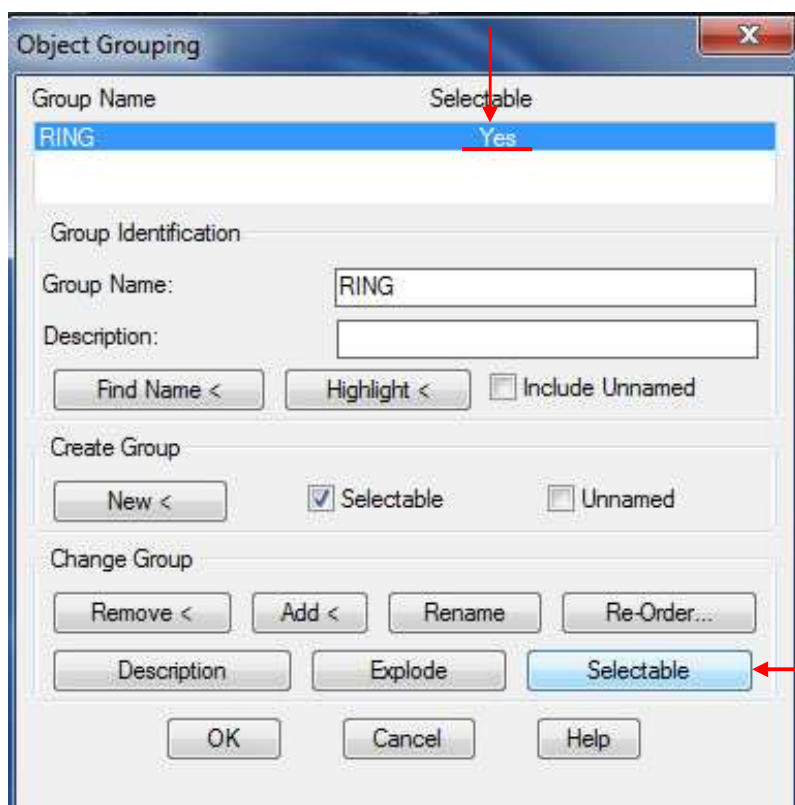 Object Grouping
Group Name Selectable
RING Yes
Group Identification
Group Name: RING
Description:
Find Name < Highlight < Include Unnamed
Create Group
New < Selectable Unnamed
Change Group
Remove < Add < Rename Re-Order...
Description Explode Selectable
OK Cancel Help